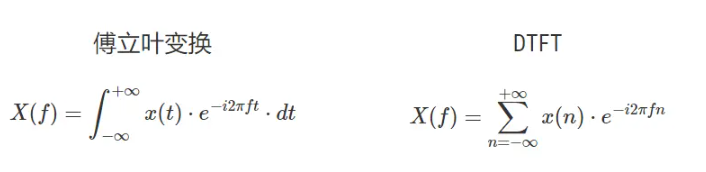 傅立叶变换
DTFT
X(f) = ∫_{-∞}^{+∞} x(t) · e^{-i2πft} · dt
X(f) = ∑_{n=-∞}^{+∞} x(n) · e^{-i2πfn}